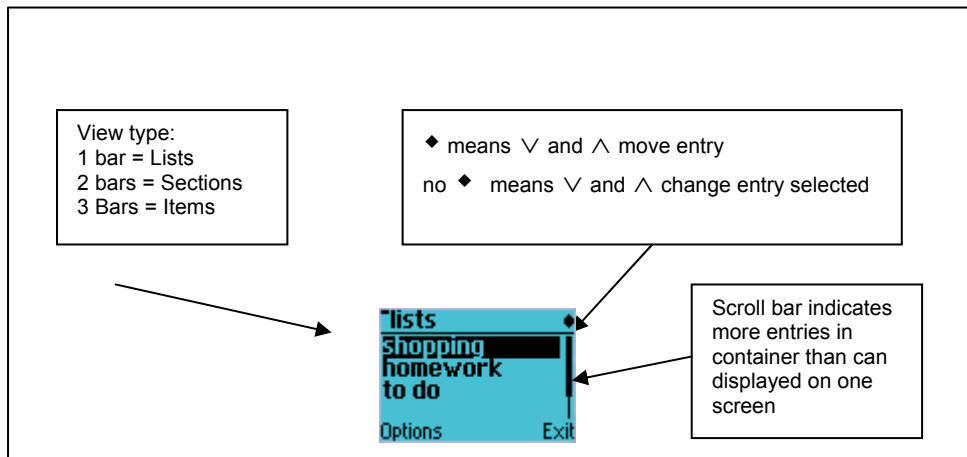 View type:
1 bar = Lists
2 bars = Sections
3 Bars = Items
◆ means ∨ and ∧ move entry
no ◆ means ∨ and ∧ change entry selected
Scroll bar indicates
more entries in
container than can
displayed on one
screen
lists
shopping
homework
to do
Options Exit